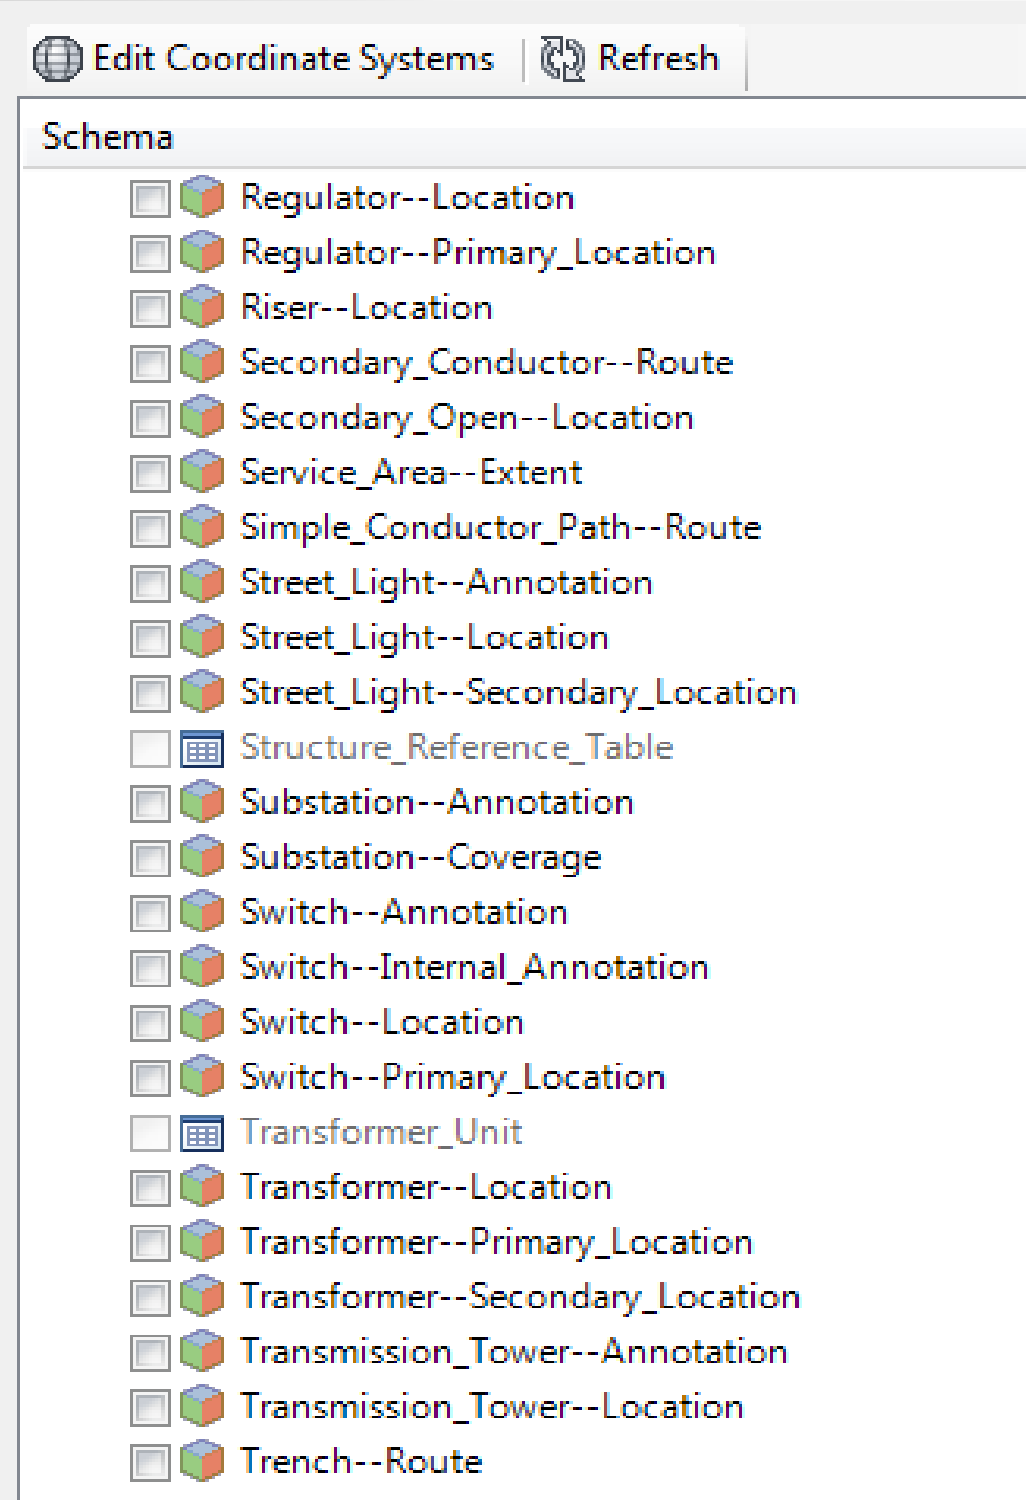 Edit Coordinate Systems Refresh
Schema
Regulator--Location
Regulator--Primary_Location
Riser--Location
Secondary_Conductor--Route
Secondary_Open--Location
Service_Area--Extent
Simple_Conductor_Path--Route
Street_Light--Annotation
Street_Light--Location
Street_Light--Secondary_Location
Structure_Reference_Table
Substation--Annotation
Substation--Coverage
Switch--Annotation
Switch--Internal_Annotation
Switch--Location
Switch--Primary_Location
Transformer_Unit
Transformer--Location
Transformer--Primary_Location
Transformer--Secondary_Location
Transmission_Tower--Annotation
Transmission_Tower--Location
Trench--Route